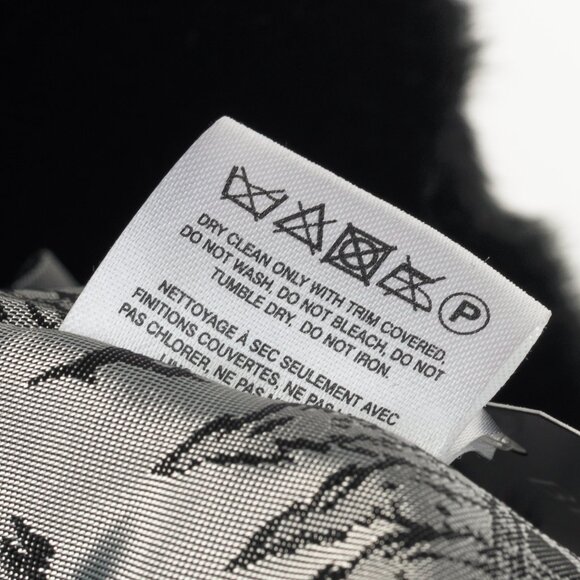 P
DRY CLEAN ONLY WITH TRIM COVERED.
DO NOT WASH, DO NOT BLEACH, DO NOT
TUMBLE DRY, DO NOT IRON.
NETTOYAGE À SEC SEULEMENT AVEC
FINITIONS COUVERTES, NE PAS
PAS CHLORER, NE PAS